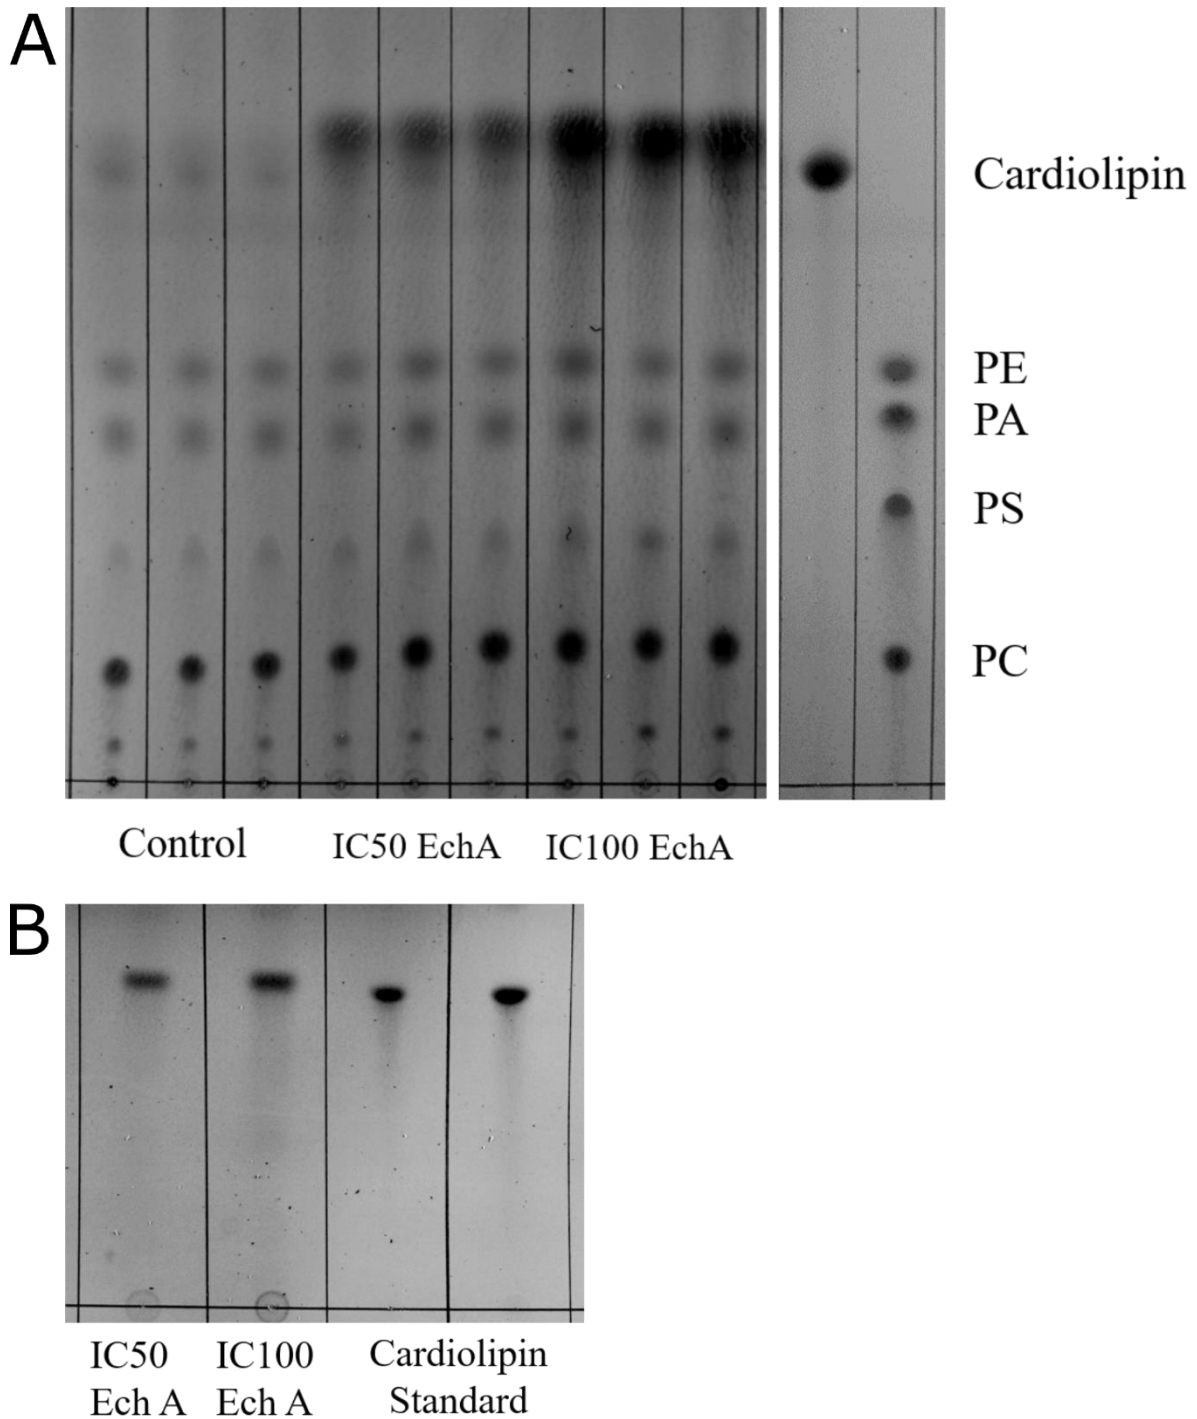 A
Cardiolipin
PE
PA
PS
PC
Control
IC50 EchA
IC100 EchA
B
IC50
Ech A
IC100
Ech A
Cardiolipin
Standard